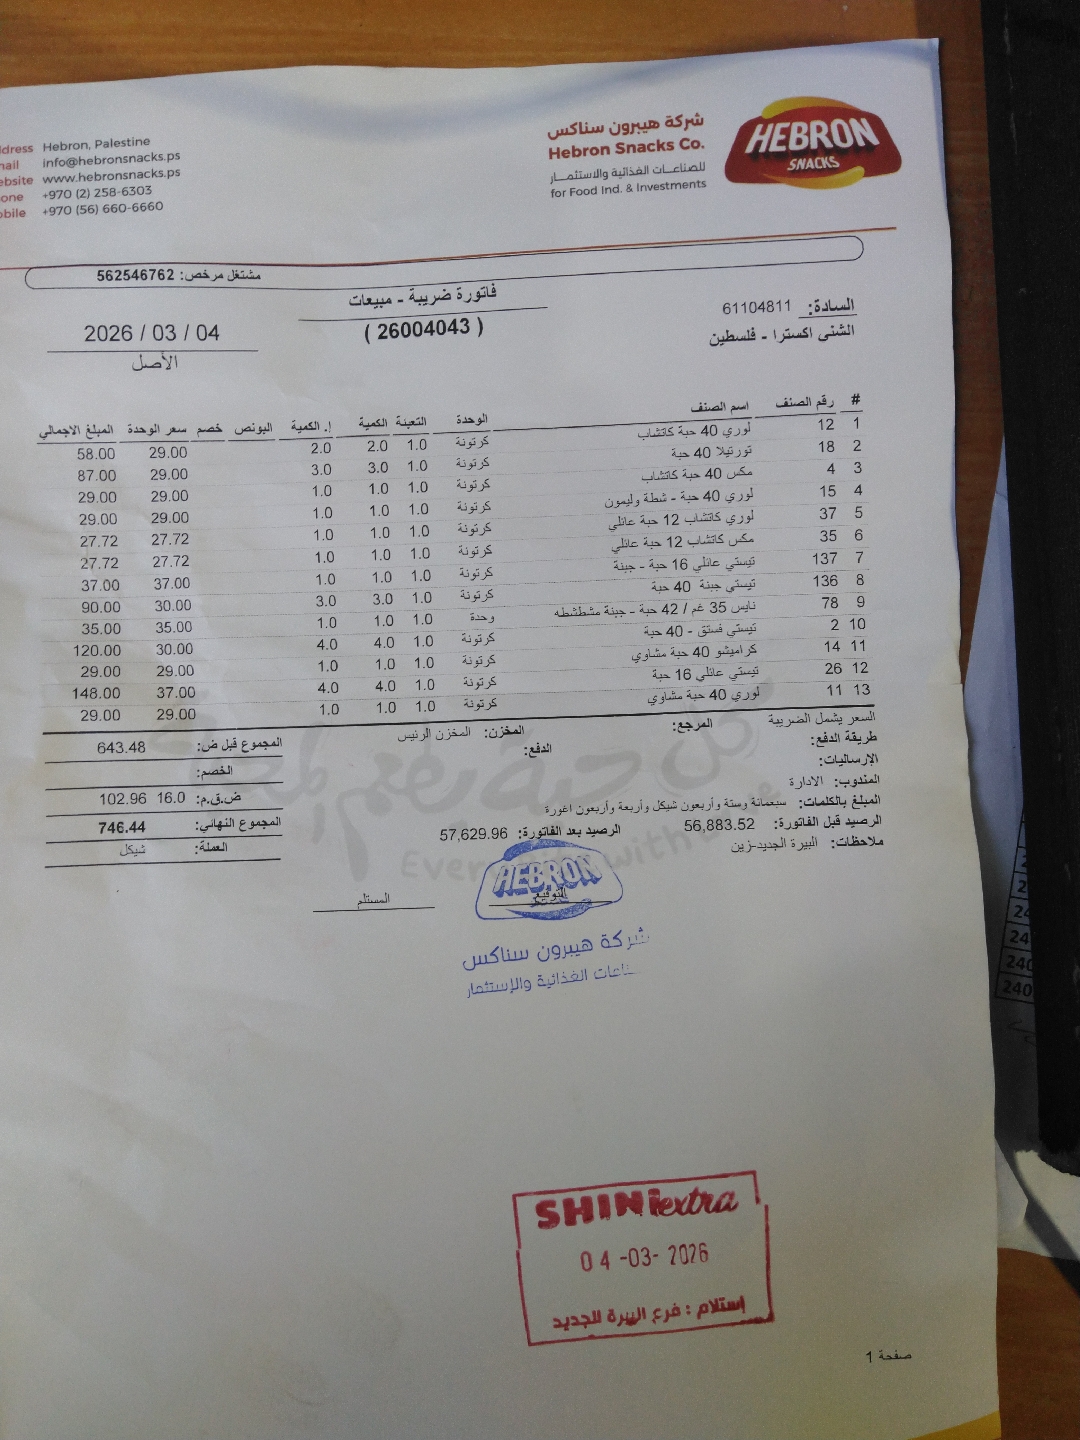 Hebron, Palestine
info@hebronsnacks.ps
www.hebronsnacks.ps
+970 (2) 258-6303
+970 (56) 660-6660
شركة هيبرون سناكس
Hebron Snacks Co.
للصناعـات الغذائية والاستثمـــار
for Food Ind. & Investments
HEBRON
SNACKS
مشتغل مرخص: 562546762
فاتورة ضريبة - مبيعات
( 26004043 )
السادة: 61104811
الشني اكسترا - فلسطين
2026 / 03 / 04
الأصل
# رقم الصنف اسم الصنف الوحدة التعبئة الكمية إ. الكمية البونص خصم سعر الوحدة المبلغ الاجمالي
1 12 لوري 40 حبة كاتشاب كرتونة 1.0 2.0 2.0 29.00 58.00
2 18 تورتيلا 40 حبة كرتونة 1.0 3.0 3.0 29.00 87.00
3 4 مكس 40 حبة كاتشاب كرتونة 1.0 1.0 1.0 29.00 29.00
4 15 لوري 40 حبة - شطة وليمون كرتونة 1.0 1.0 1.0 29.00 29.00
5 37 لوري كاتشاب 12 حبة عائلي كرتونة 1.0 1.0 1.0 27.72 27.72
6 35 مكس كاتشاب 12 حبة عائلي كرتونة 1.0 1.0 1.0 27.72 27.72
7 137 تيستي عائلي 16 حبة - جبنة كرتونة 1.0 1.0 1.0 37.00 37.00
8 136 تيستي جبنة 40 حبة كرتونة 1.0 3.0 3.0 30.00 90.00
9 78 نايس 35 غم / 42 حبة - جبنة مشطشطه وحدة 1.0 1.0 1.0 35.00 35.00
10 2 تيستي فستق - 40 حبة كرتونة 1.0 4.0 4.0 30.00 120.00
11 14 كراميشو 40 حبة مشاوي كرتونة 1.0 1.0 1.0 29.00 29.00
12 26 تيستي عائلي 16 حبة كرتونة 1.0 4.0 4.0 37.00 148.00
13 11 لوري 40 حبة مشاوي كرتونة 1.0 1.0 1.0 29.00 29.00
السعر يشمل الضريبة المرجع: المخزن: المخزن الرئيس المجموع قبل ض: 643.48
طريقة الدفع: الدفع:
الإرساليات: الخصم:
المندوب: الادارة ض.ق.م: 16.0 102.96
المبلغ بالكلمات: سبعمائة وستة وأربعون شيكل وأربعة وأربعون اغورة المجموع النهائي: 746.44
الرصيد قبل الفاتورة: 56,883.52 الرصيد بعد الفاتورة: 57,629.96 العملة: شيكل
ملاحظات: البيرة الجديد-زين
HEBRON
التوقيع
المستلم
شركة هيبرون سناكس
الغذائية والإستثمار
SHINI extra
04 -03- 2026
إستلام : فرع البيرة الجديد
صفحة 1
2
24
24
240
240